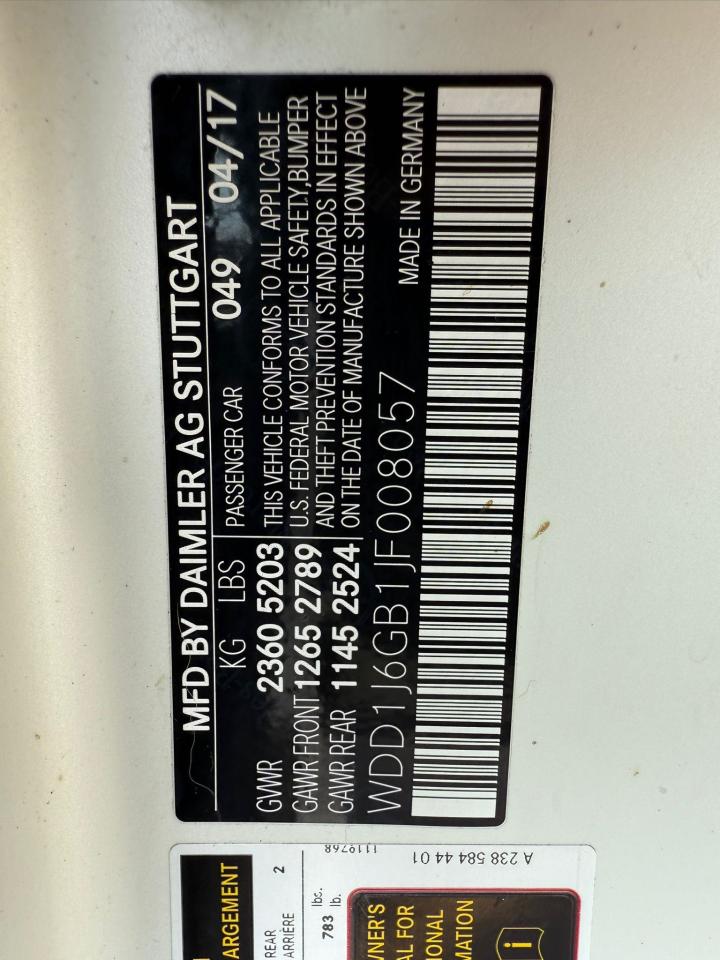 MFD BY DAIMLER AG STUTTGART
KG LBS PASSENGER CAR 049 04/17
GVWR 2360 5203 THIS VEHICLE CONFORMS TO ALL APPLICABLE
GAWR FRONT 1265 2789 U.S. FEDERAL MOTOR VEHICLE SAFETY,BUMPER
GAWR REAR 1145 2524 AND THEFT PREVENTION STANDARDS IN EFFECT
ON THE DATE OF MANUFACTURE SHOWN ABOVE
WDD1J6GB1JF008057 MADE IN GERMANY
ARGEMENT
REAR
ARRIÈRE
2
783
lbs.
lb.
1119768
A 238 584 44 01
WNER'S
AL FOR
IONAL
MATION
i